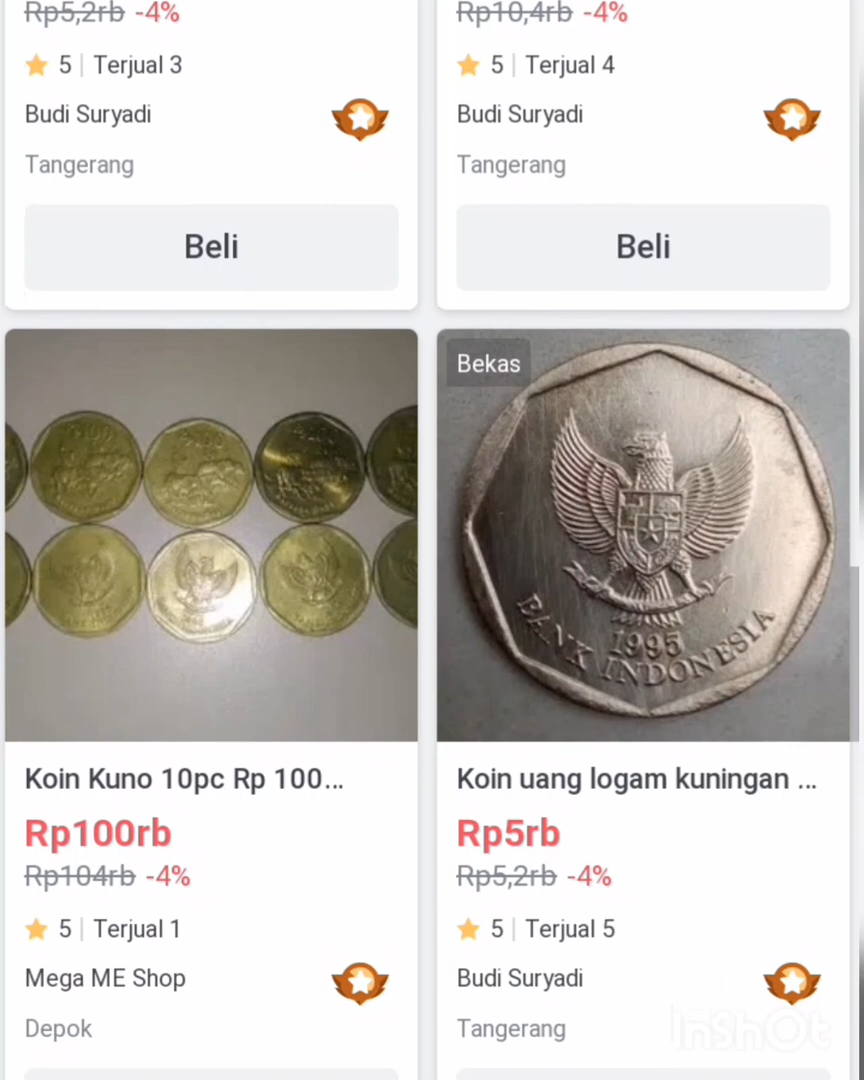 Rp5,2rb -4%
5 | Terjual 3
Budi Suryadi
Tangerang
Beli
Rp10,4rb -4%
5 | Terjual 4
Budi Suryadi
Tangerang
Beli
Koin Kuno 10pc Rp 100...
Rp100rb
Rp104rb -4%
5 | Terjual 1
Mega ME Shop
Depok
Bekas
1995
BANK INDONESIA
Koin uang logam kuningan ...
Rp5rb
Rp5,2rb -4%
5 | Terjual 5
Budi Suryadi
Tangerang
InShOt